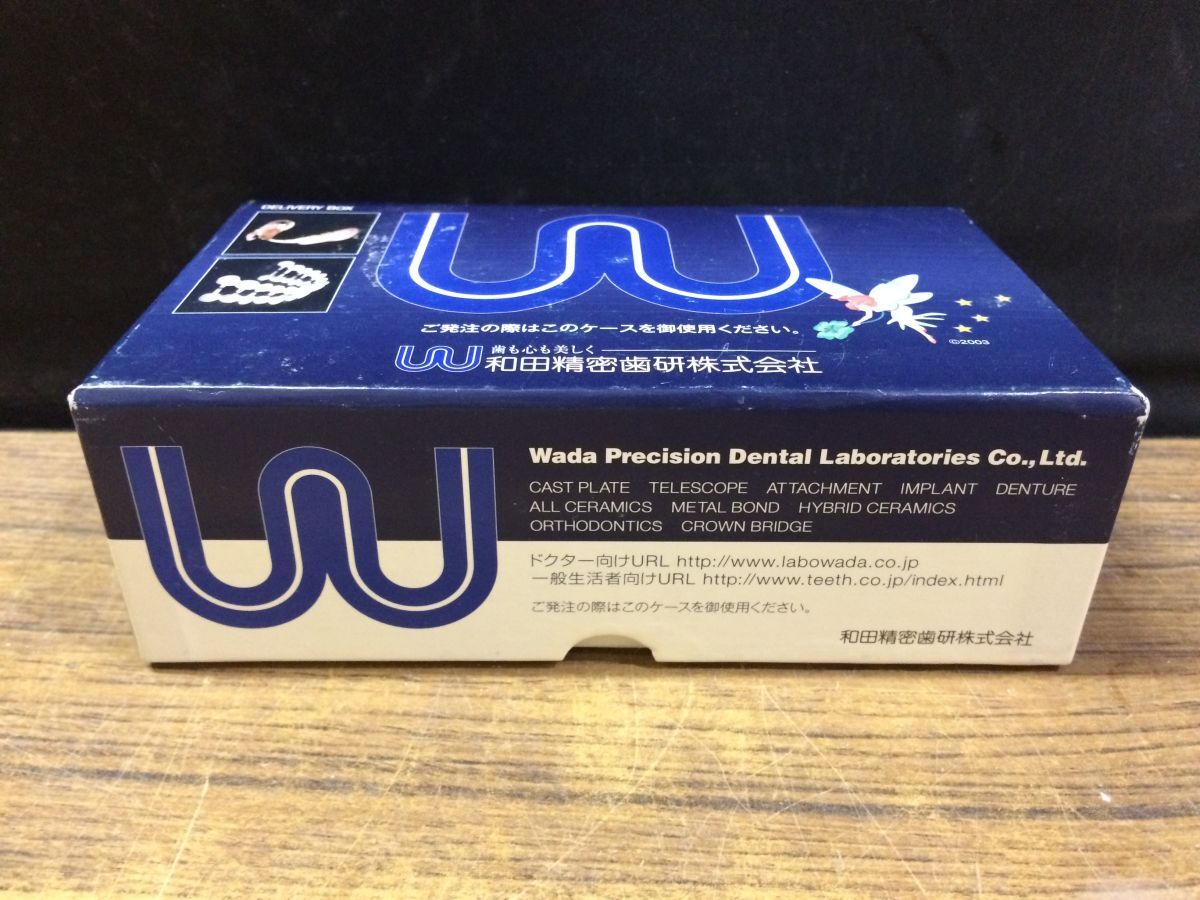 DELIVERY BOX
ご発注の際はこのケースを御使用ください。
歯も心も美しく
和田精密歯研株式会社
©2003
Wada Precision Dental Laboratories Co.,Ltd.
CAST PLATE TELESCOPE ATTACHMENT IMPLANT DENTURE
ALL CERAMICS METAL BOND HYBRID CERAMICS
ORTHODONTICS CROWN BRIDGE
ドクター向けURL http://www.labowada.co.jp
一般生活者向けURL http://www.teeth.co.jp/index.html
ご発注の際はこのケースを御使用ください。
和田精密歯研株式会社